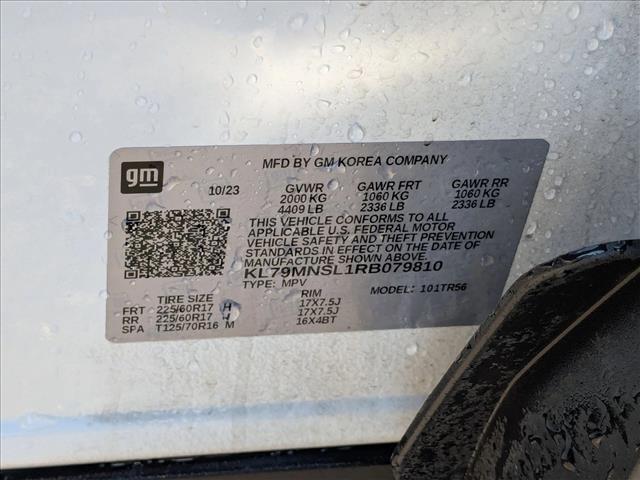 MFD BY GM KOREA COMPANY
gm
10/23 GVWR GAWR FRT GAWR RR
2000 KG 1060 KG 1060 KG
4409 LB 2336 LB 2336 LB
THIS VEHICLE CONFORMS TO ALL
APPLICABLE U.S. FEDERAL MOTOR
VEHICLE SAFETY AND THEFT PREVENTION
STANDARDS IN EFFECT ON THE DATE OF
MANUFACTURE SHOWN ABOVE.
KL79MNSL1RB079810
TYPE: MPV MODEL: 101TR56
TIRE SIZE RIM
FRT 225/60R17 H 17X7.5J
RR 225/60R17 H 17X7.5J
SPA T125/70R16 M 16X4BT